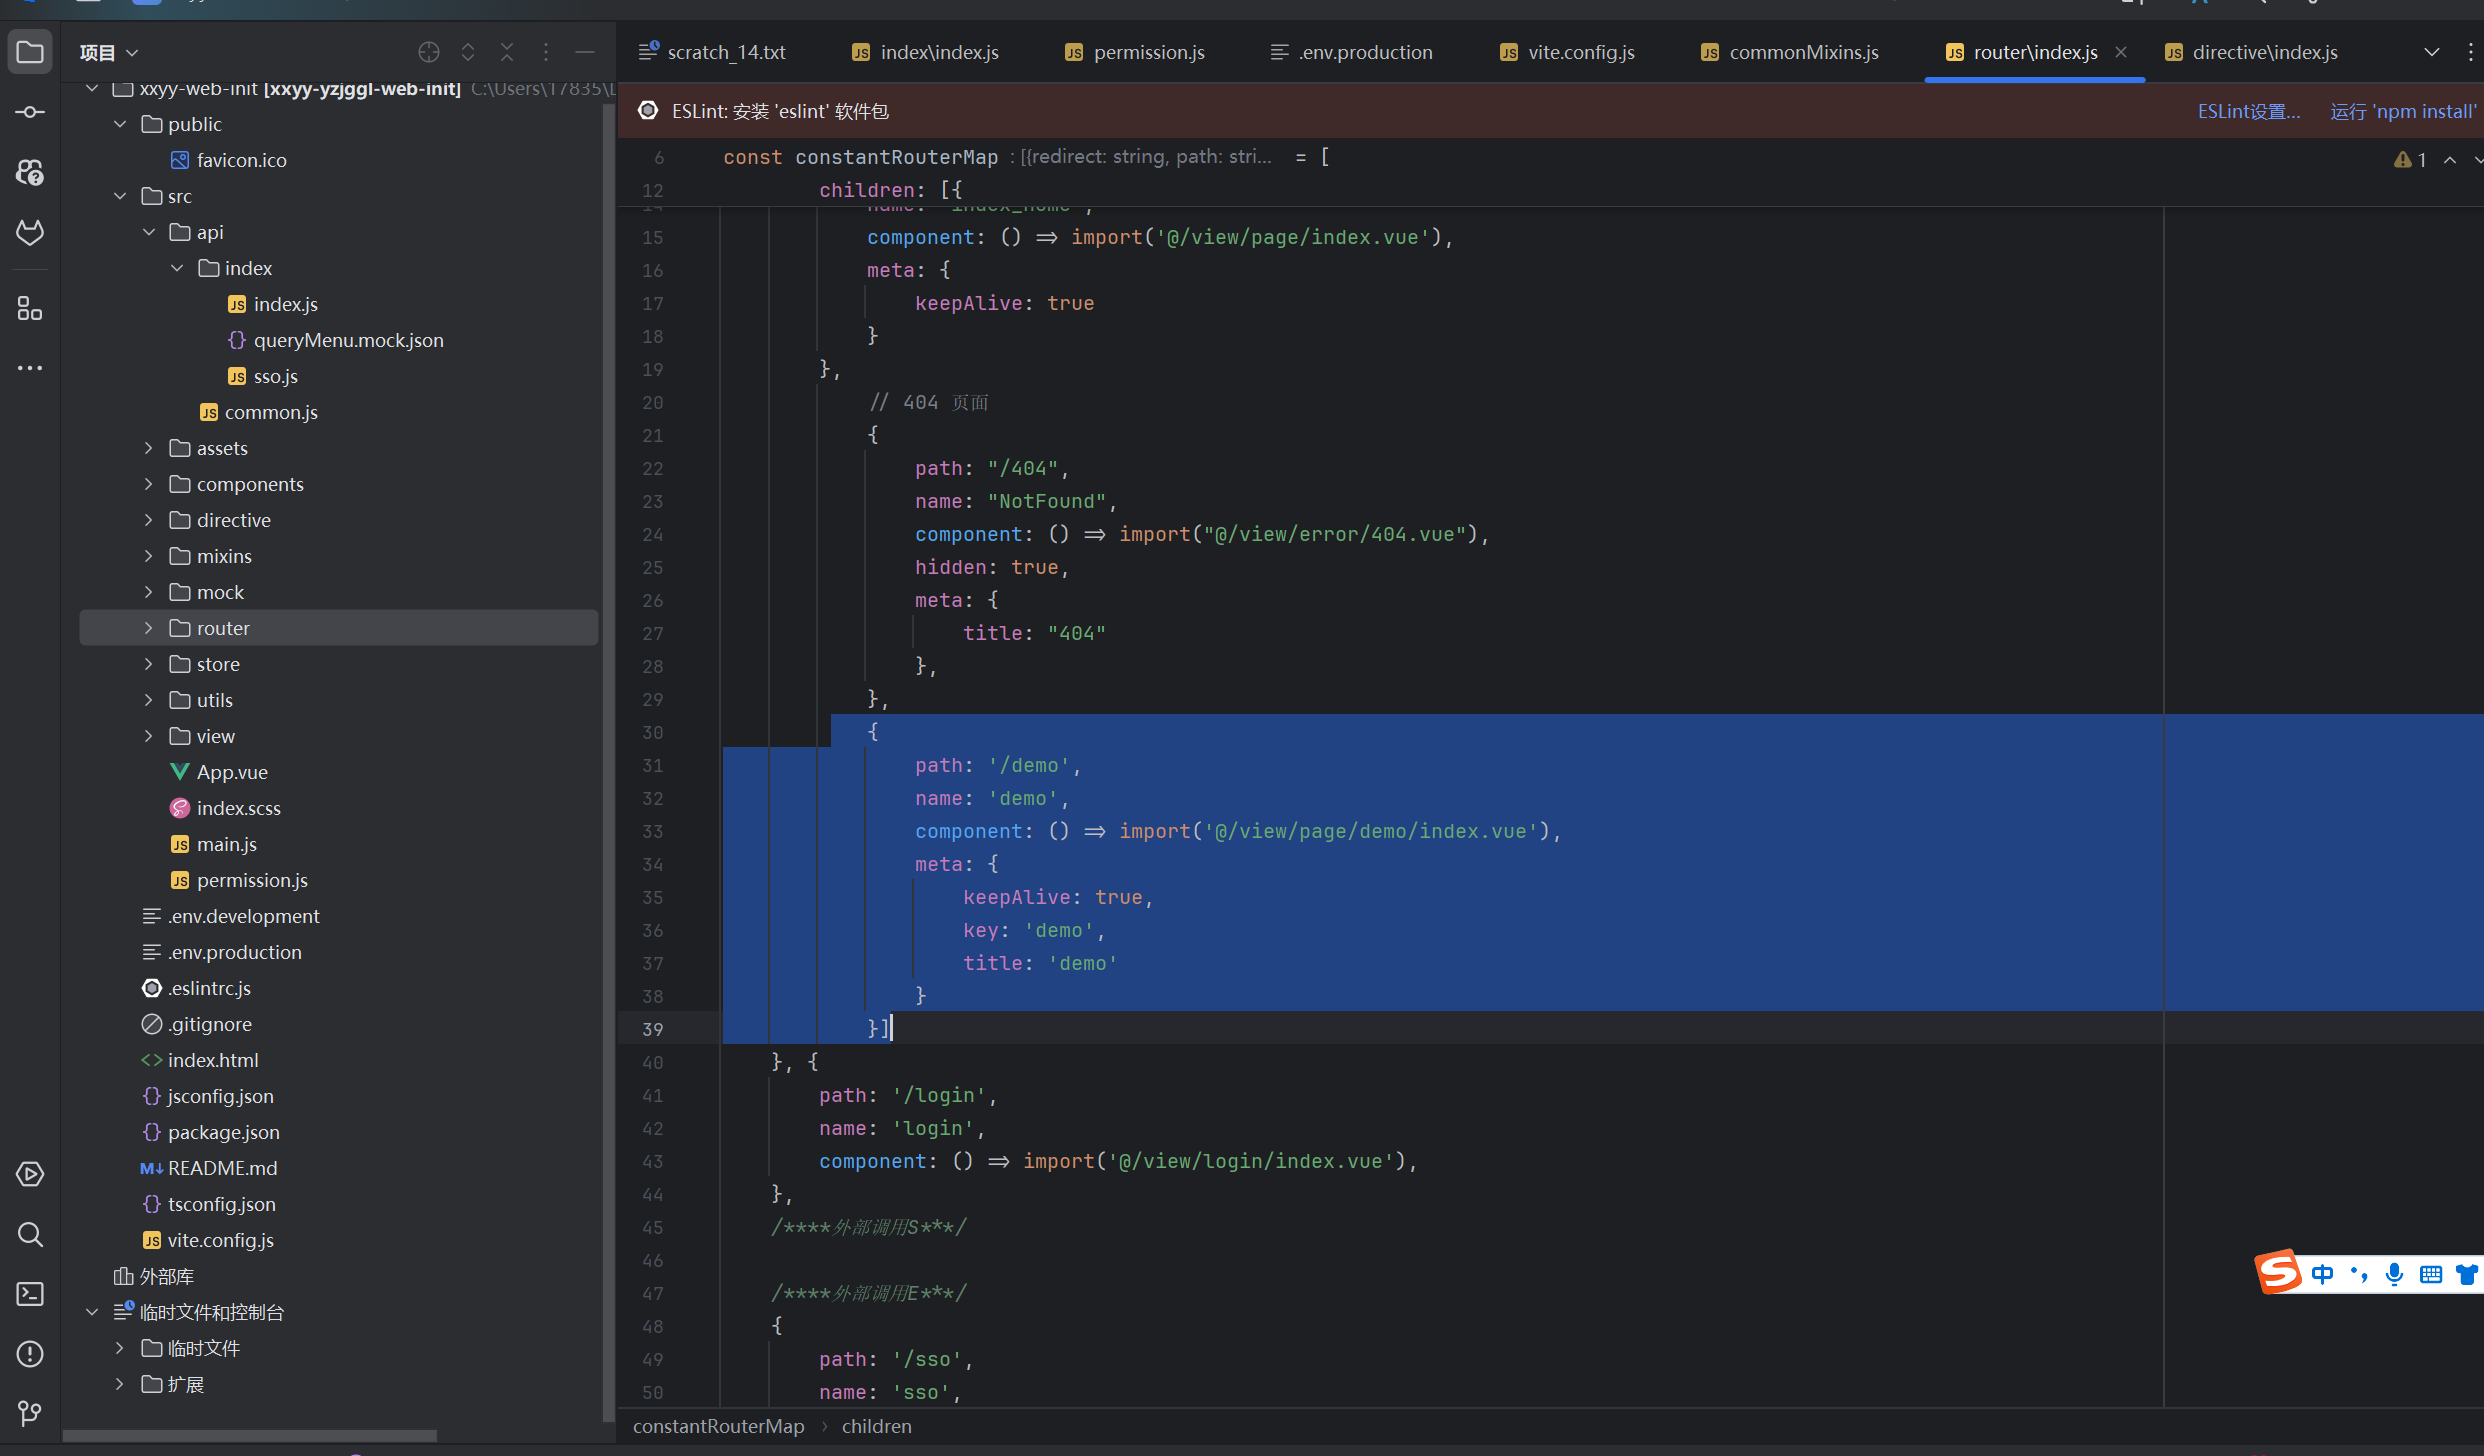 项目
scratch_14.txt
index\index.js
permission.js
.env.production
vite.config.js
commonMixins.js
router\index.js
directive\index.js
xxyy-web-init [xxyy-yzjggl-web-init] C:\Users\17835\
public
favicon.ico
src
api
index
index.js
queryMenu.mock.json
sso.js
common.js
assets
components
directive
mixins
mock
router
store
utils
view
App.vue
index.scss
main.js
permission.js
.env.development
.env.production
.eslintrc.js
.gitignore
index.html
jsconfig.json
package.json
README.md
tsconfig.json
vite.config.js
外部库
临时文件和控制台
临时文件
扩展
ESLint: 安装 'eslint' 软件包
ESLint设置...
运行 'npm install'
1
6 const constantRouterMap : [{redirect: string, path: stri... = [
12 children: [{
14 name: 'index_home',
15 component: () => import('@/view/page/index.vue'),
16 meta: {
17 keepAlive: true
18 }
19 },
20 // 404 页面
21 {
22 path: "/404",
23 name: "NotFound",
24 component: () => import("@/view/error/404.vue"),
25 hidden: true,
26 meta: {
27 title: "404"
28 },
29 },
30 {
31 path: '/demo',
32 name: 'demo',
33 component: () => import('@/view/page/demo/index.vue'),
34 meta: {
35 keepAlive: true,
36 key: 'demo',
37 title: 'demo'
38 }
39 }]
40 }, {
41 path: '/login',
42 name: 'login',
43 component: () => import('@/view/login/index.vue'),
44 },
45 /****外部调用S***/
46
47 /****外部调用E***/
48 {
49 path: '/sso',
50 name: 'sso',
中
constantRouterMap › children